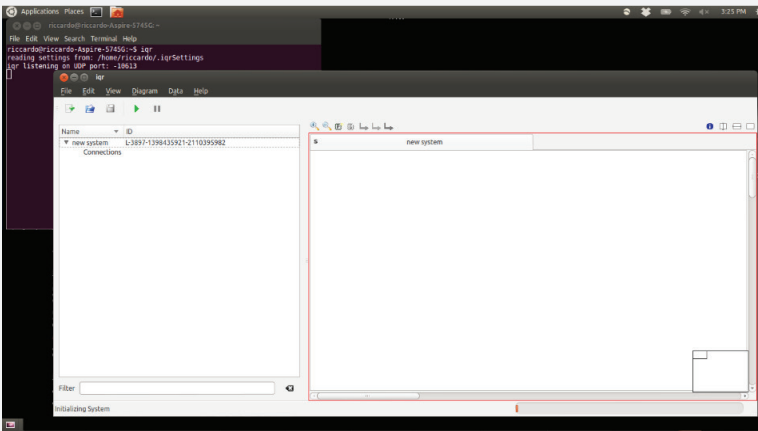 Applications Places
3:25 PM
riccardo@riccardo-Aspire-5745G: ~
File Edit View Search Terminal Help
riccardo@riccardo-Aspire-5745G:~$ iqr
reading settings from: /home/riccardo/.iqrSettings
iqr listening on UDP port: -10613
iqr
File Edit View Diagram Data Help
Name ID
new system L-3897-1398435921-2110395982
Connections
new system
Filter
Initializing System